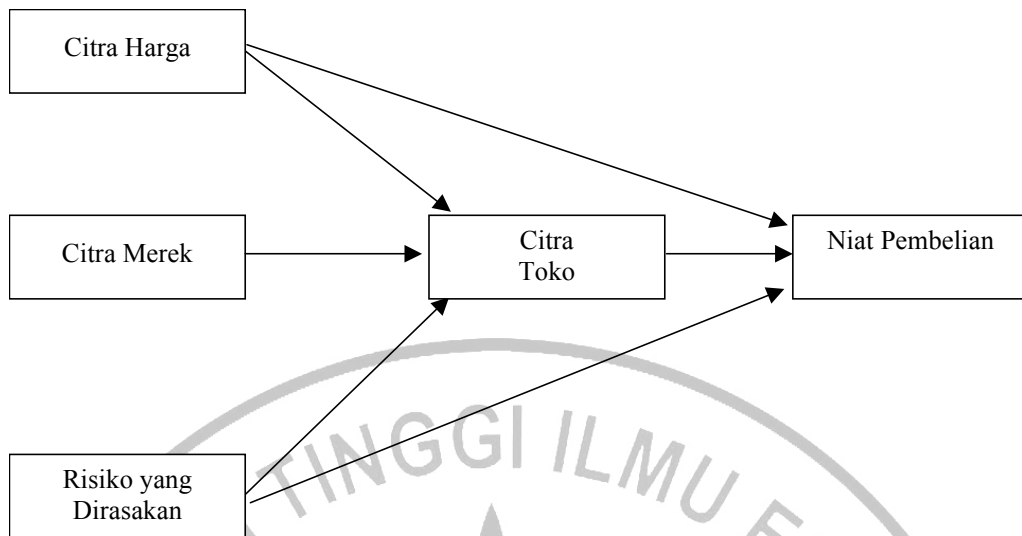 Citra Harga
Citra Merek
Citra
Toko
Niat Pembelian
TINGGI ILMU
Risiko yang
Dirasakan